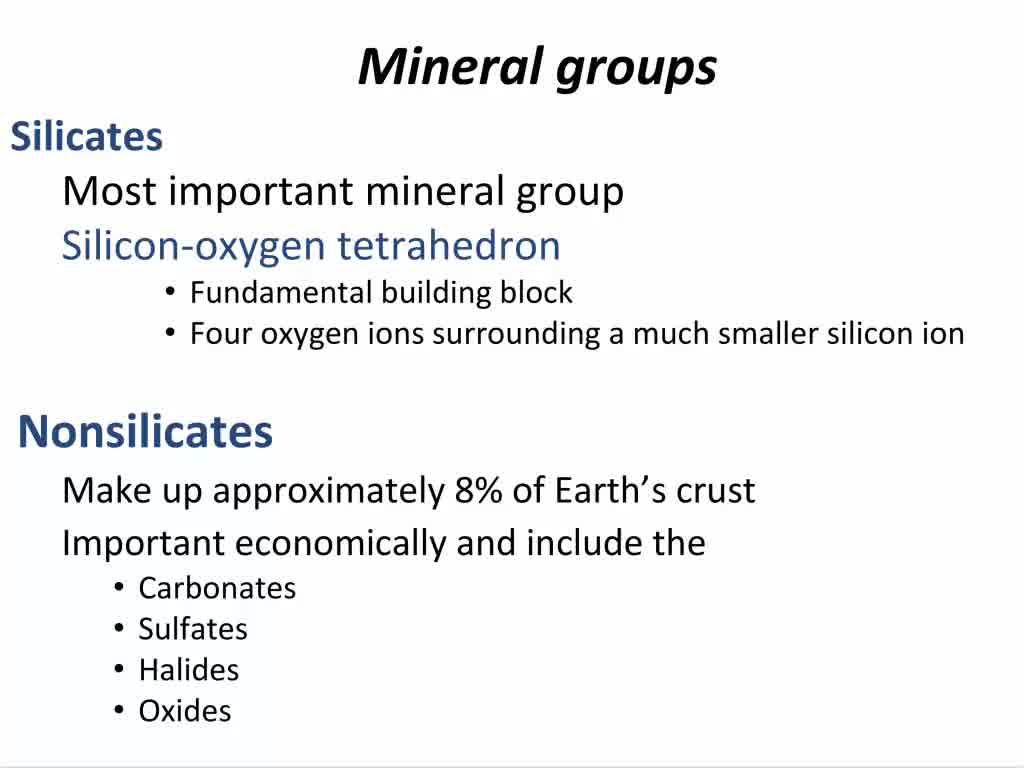 Mineral groups
Silicates
Most important mineral group
Silicon-oxygen tetrahedron
• Fundamental building block
• Four oxygen ions surrounding a much smaller silicon ion
Nonsilicates
Make up approximately 8% of Earth’s crust
Important economically and include the
• Carbonates
• Sulfates
• Halides
• Oxides